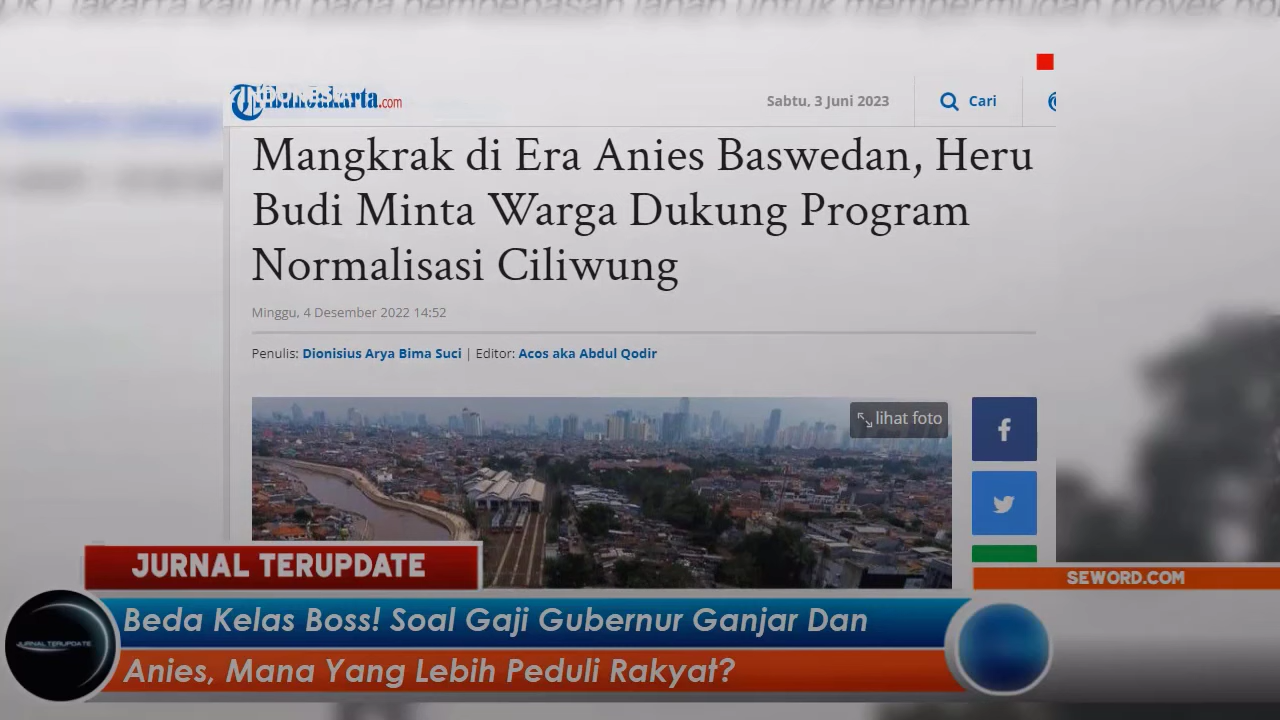 Sabtu, 3 Juni 2023
Cari
Mangkrak di Era Anies Baswedan, Heru
Budi Minta Warga Dukung Program
Normalisasi Ciliwung
Minggu, 4 Desember 2022 14:52
Penulis: Dionisius Arya Bima Suci | Editor: Acos aka Abdul Qodir
lihat foto
JURNAL TERUPDATE
SEWORD.COM
JURNAL TERUPDATE
Beda Kelas Boss! Soal Gaji Gubernur Ganjar Dan
Anies, Mana Yang Lebih Peduli Rakyat?